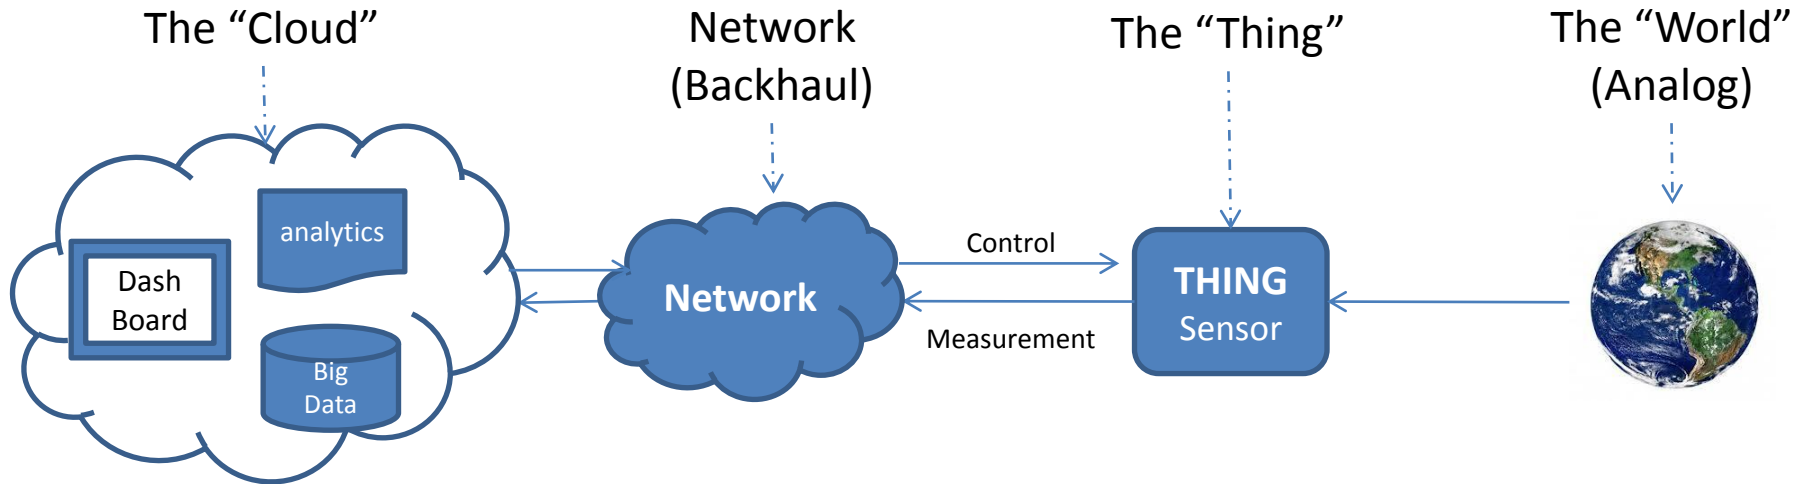 The “Cloud”
Network
(Backhaul)
The “Thing”
The “World”
(Analog)
analytics
Dash
Board
Big
Data
Network
Control
Measurement
THING
Sensor